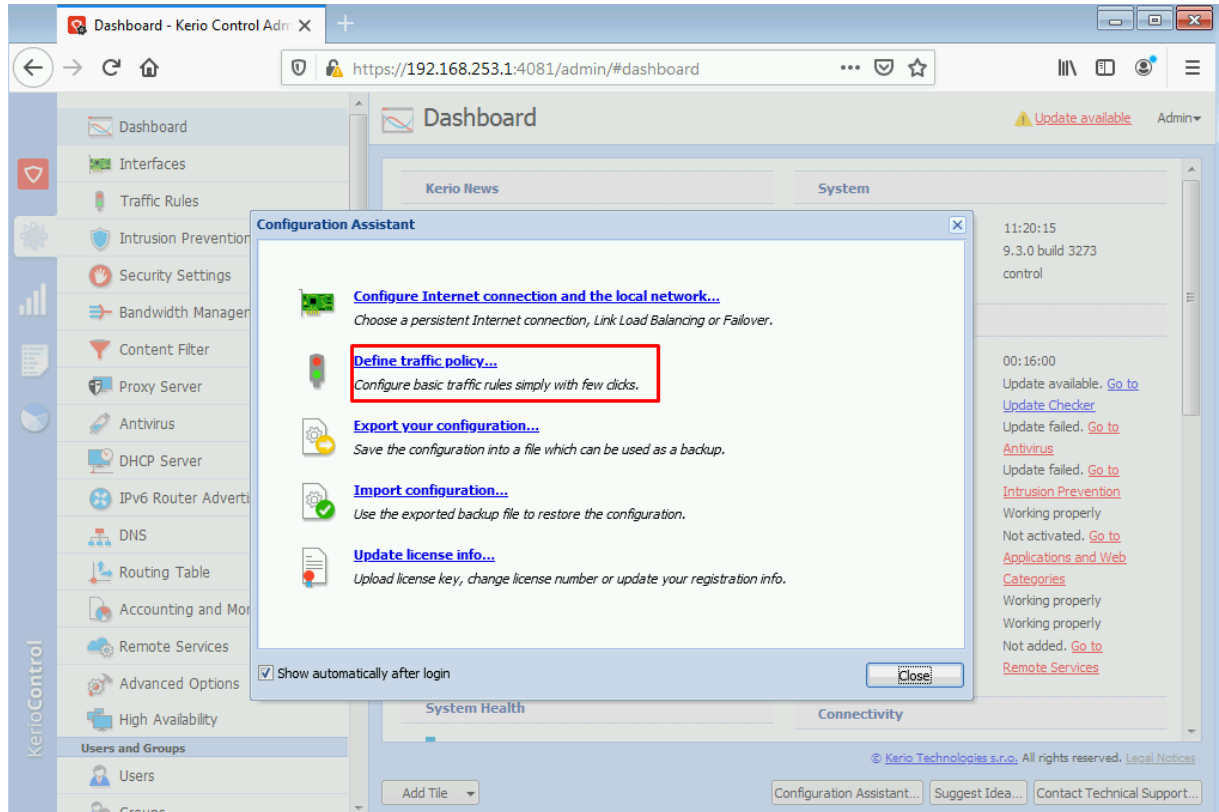 Dashboard - Kerio Control Adm
https://192.168.253.1:4081/admin/#dashboard
KerioControl
Dashboard
Interfaces
Traffic Rules
Intrusion Prevention
Security Settings
Bandwidth Manager
Content Filter
Proxy Server
Antivirus
DHCP Server
IPv6 Router Adverti
DNS
Routing Table
Accounting and Mor
Remote Services
Advanced Options
High Availability
Users and Groups
Users
Groups
Dashboard
Update available
Admin
Kerio News
System
11:20:15
9.3.0 build 3273
control
00:16:00
Update available. Go to
Update Checker
Update failed. Go to
Antivirus
Update failed. Go to
Intrusion Prevention
Working properly
Not activated. Go to
Applications and Web
Categories
Working properly
Working properly
Not added. Go to
Remote Services
Configuration Assistant
Configure Internet connection and the local network...
Choose a persistent Internet connection, Link Load Balancing or Failover.
Define traffic policy...
Configure basic traffic rules simply with few clicks.
Export your configuration...
Save the configuration into a file which can be used as a backup.
Import configuration...
Use the exported backup file to restore the configuration.
Update license info...
Upload license key, change license number or update your registration info.
Show automatically after login
Close
System Health
Connectivity
© Kerio Technologies s.r.o. All rights reserved. Legal Notices
Add Tile
Configuration Assistant...
Suggest Idea...
Contact Technical Support...